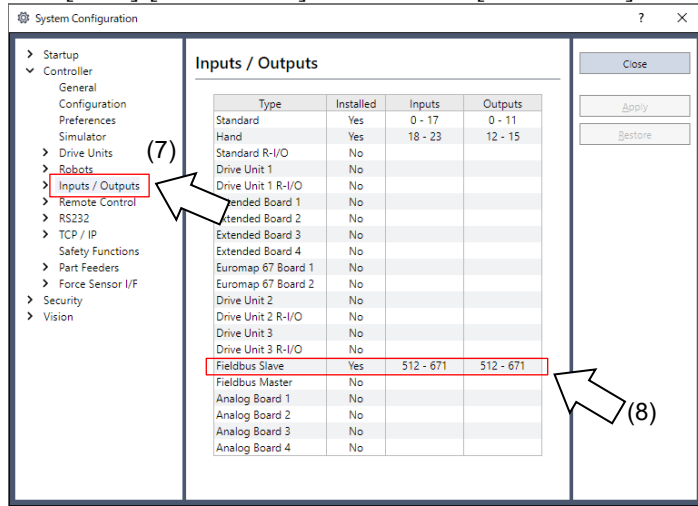 System Configuration ? ×
Startup
Controller
General
Configuration
Preferences
Simulator
Drive Units
Robots
Inputs / Outputs
Remote Control
RS232
TCP / IP
Safety Functions
Part Feeders
Force Sensor I/F
Security
Vision
(7)
Inputs / Outputs
Type Installed Inputs Outputs
Standard Yes 0 - 17 0 - 11
Hand Yes 18 - 23 12 - 15
Standard R-I/O No
Drive Unit 1 No
Drive Unit 1 R-I/O No
xtended Board 1 No
xtended Board 2 No
Extended Board 3 No
Extended Board 4 No
Euromap 67 Board 1 No
Euromap 67 Board 2 No
Drive Unit 2 No
Drive Unit 2 R-I/O No
Drive Unit 3 No
Drive Unit 3 R-I/O No
Fieldbus Slave Yes 512 - 671 512 - 671
Fieldbus Master No
Analog Board 1 No
Analog Board 2 No
Analog Board 3 No
Analog Board 4 No
(8)
Close
Apply
Restore